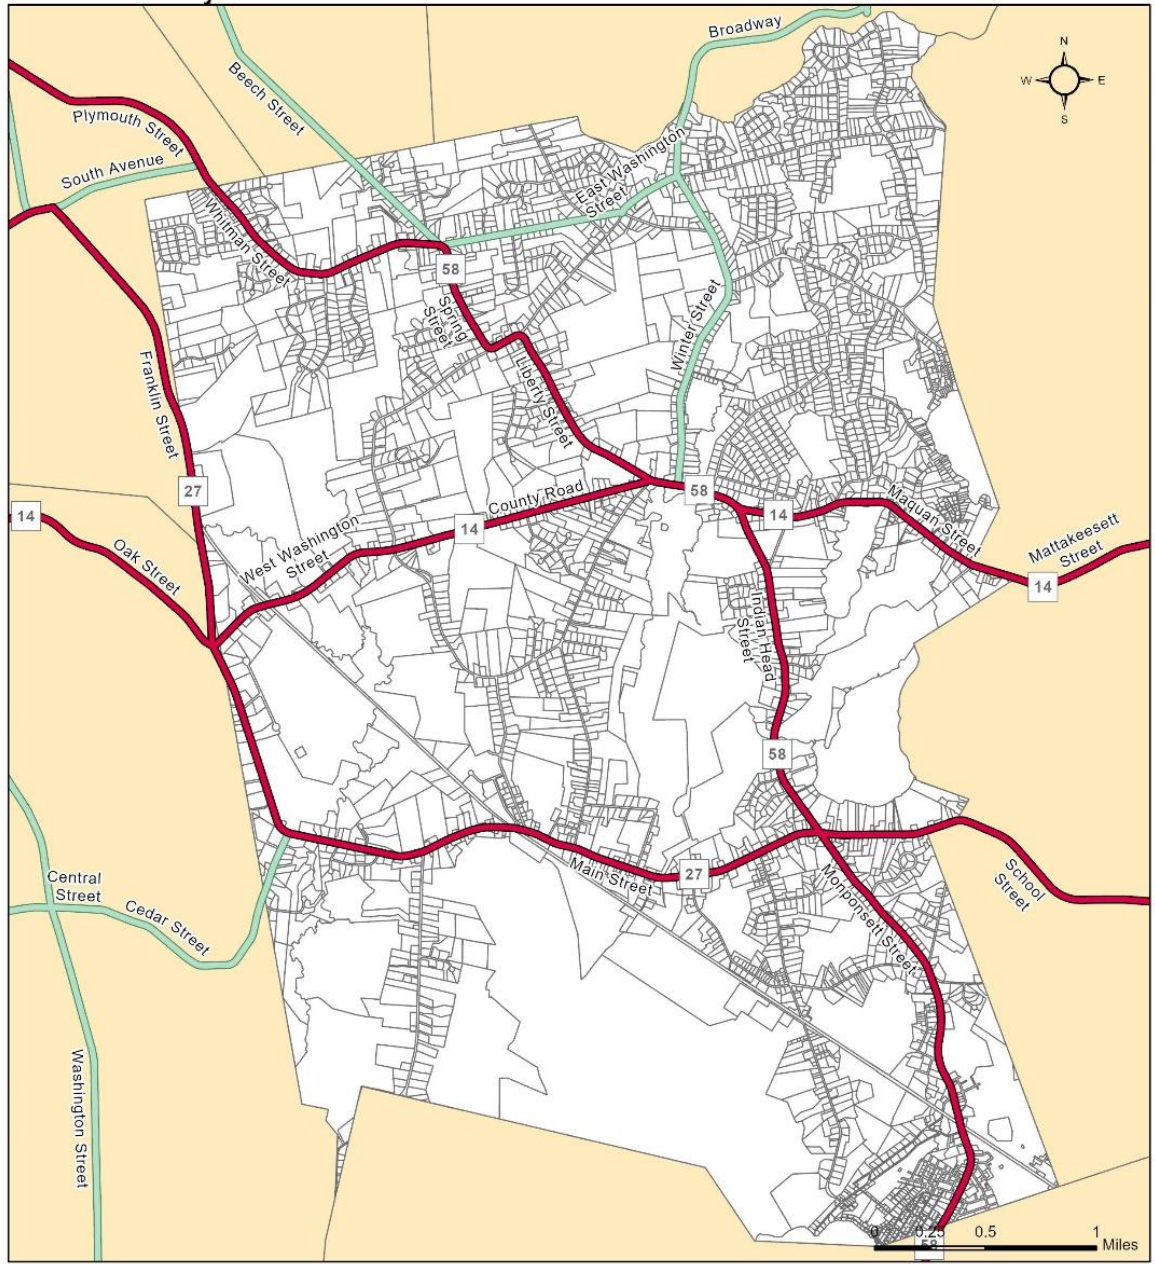 Broadway
N
W E
S
Beech Street
Plymouth Street
South Avenue
East Washington
Street
Whitman Street
58
Spring
Street
Winter Street
Franklin Street
Liberty Street
27
County Road
58
14
14
14
Maquan Street
Mattakeesett
Street
14
West Washington
Street
Oak Street
Indian Head
Street
58
Main Street
27
School
Street
Monponsett Street
Central
Street
Cedar Street
Washington Street
0 0.25 0.5 1
Miles
58